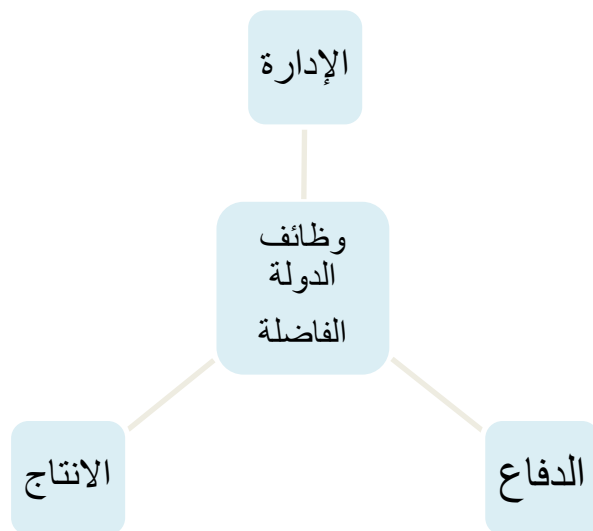 الإدارة
وظائف
الدولة
الفاضلة
الدفاع
الانتاج